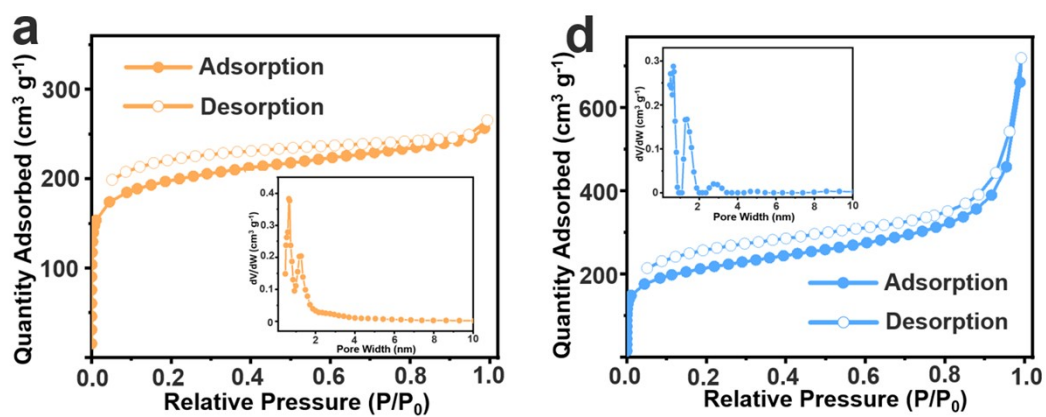 a
Adsorption
Desorption
Quantity Adsorbed (cm³ g⁻¹)
300
200
100
0.0 0.2 0.4 0.6 0.8 1.0
Relative Pressure (P/P₀)
dV/dW (cm³ g⁻¹)
0.4
0.3
0.2
0.1
0
2 4 6 8 10
Pore Width (nm)
d
Adsorption
Desorption
Quantity Adsorbed (cm³ g⁻¹)
600
400
200
0.0 0.2 0.4 0.6 0.8 1.0
Relative Pressure (P/P₀)
dV/dW (cm³ g⁻¹)
0.3
0.2
0.1
0
2 4 6 8 10
Pore Width (nm)